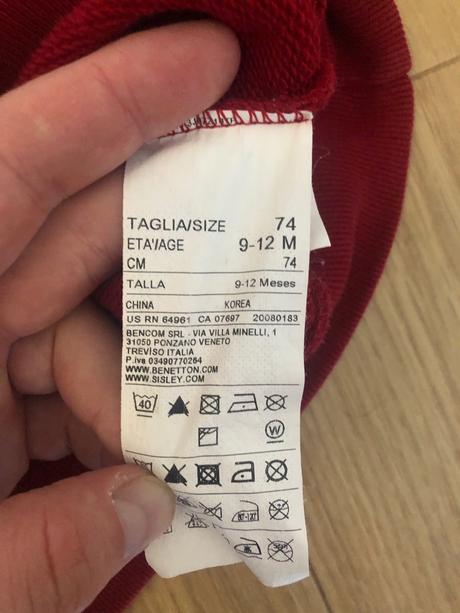 TAGLIA/SIZE 74
ETA'/AGE 9-12 M
CM 74
TALLA 9-12 Meses
CHINA KOREA
US RN 64961 CA 07697 20080183
BENCOM SRL - VIA VILLA MINELLI, 1
31050 PONZANO VENETO
TREVISO ITALIA
P.iva 03490770264
WWW.BENETTON.COM
WWW.SISLEY.COM
40
W